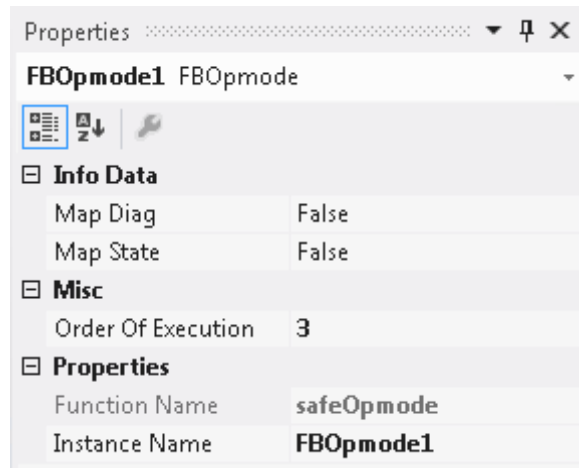 Properties
FBOpmode1 FBOpmode
Info Data
Map Diag False
Map State False
Misc
Order Of Execution 3
Properties
Function Name safeOpmode
Instance Name FBOpmode1